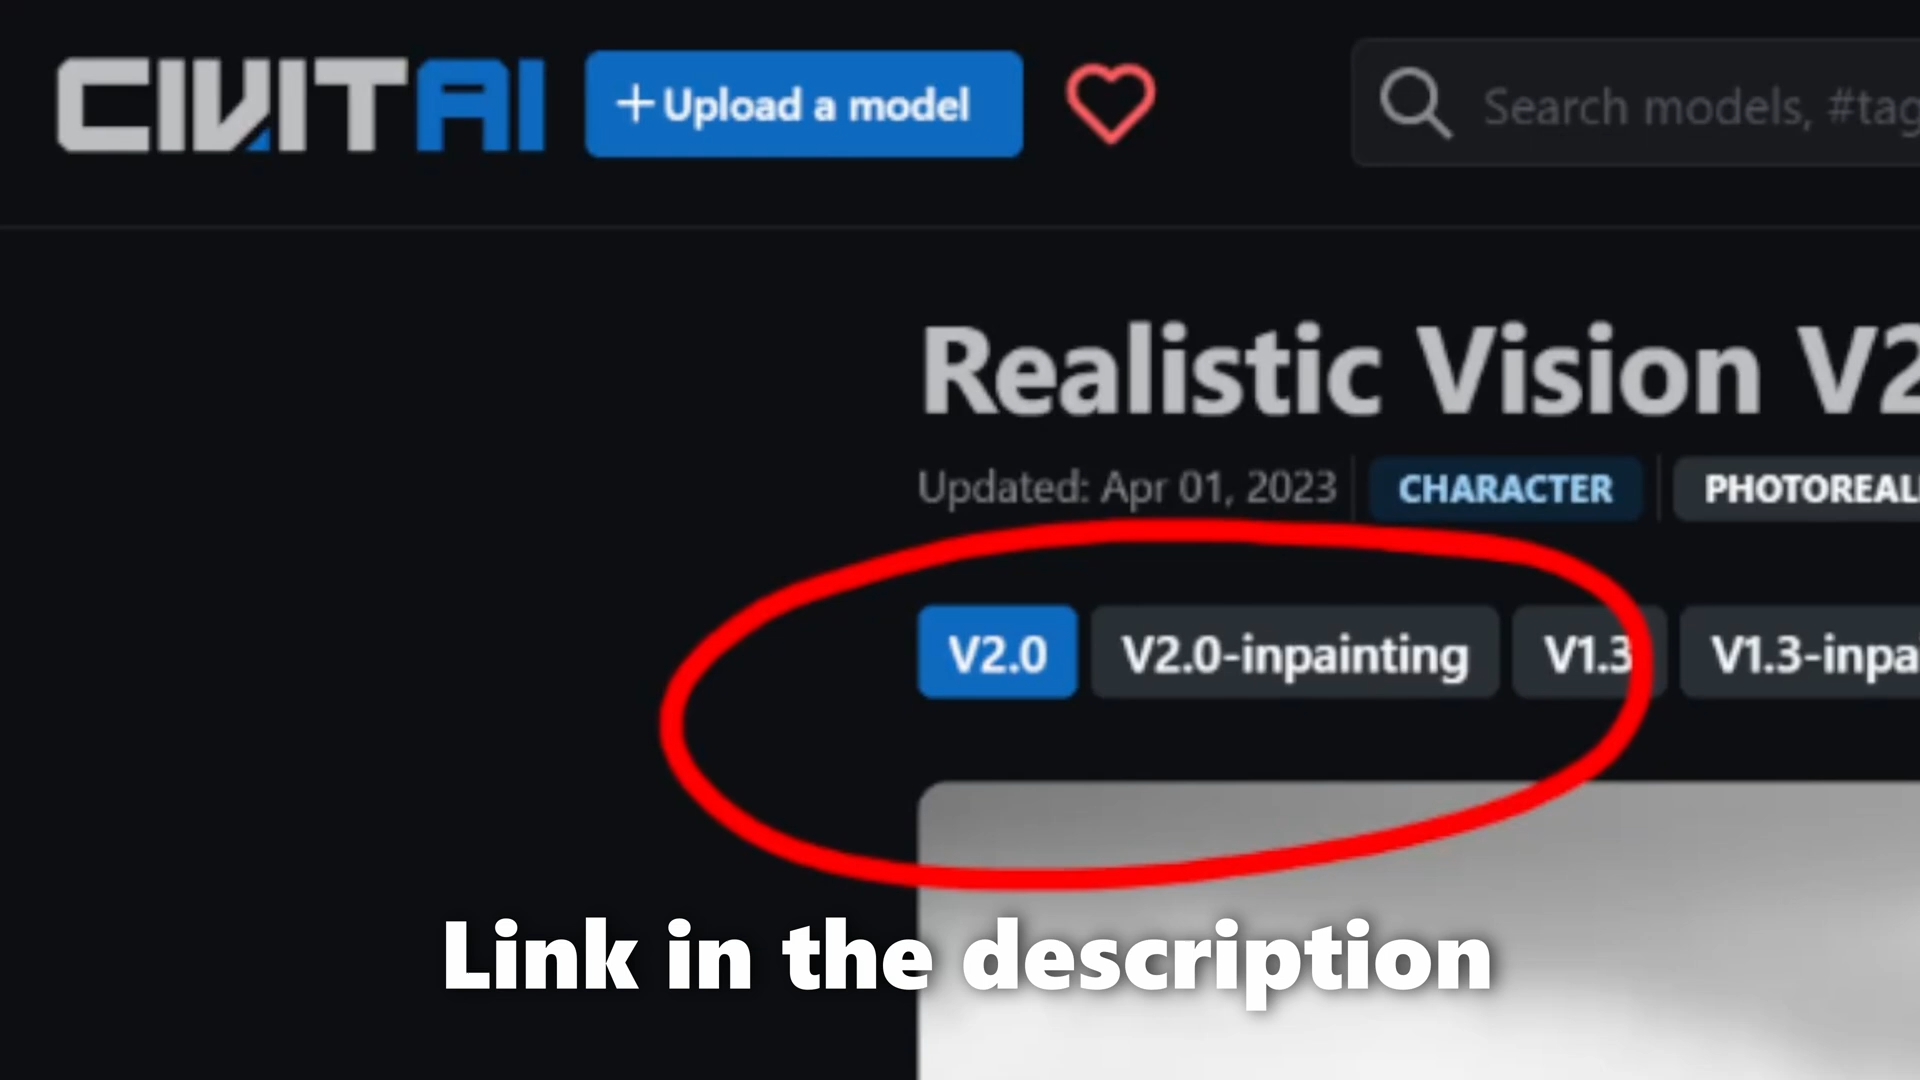 CIVITAI
+Upload a model
Search models, #tag
Realistic Vision V2
Updated: Apr 01, 2023
CHARACTER
PHOTOREALI
V2.0
V2.0-inpainting
V1.3
V1.3-inpa
Link in the description